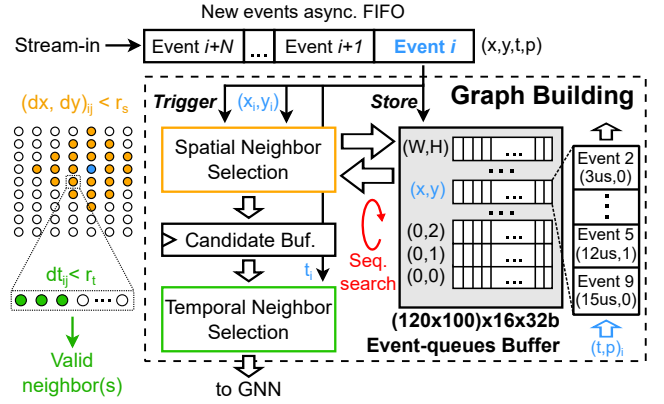 New events async. FIFO
Stream-in
Event i+N
...
Event i+1
Event i
(x,y,t,p)
Graph Building
(dx, dy)ij < rs
Trigger
(xi,yi)
Store
Spatial Neighbor
Selection
(W,H)
...
...
(x,y)
...
...
(0,2)
(0,1)
(0,0)
...
...
...
Event 2
(3us,0)
Event 5
(12us,1)
Event 9
(15us,0)
Candidate Buf.
Seq.
search
dtij< rt
...
ti
Temporal Neighbor
Selection
(120x100)x16x32b
Event-queues Buffer
(t,p)i
Valid
neighbor(s)
to GNN